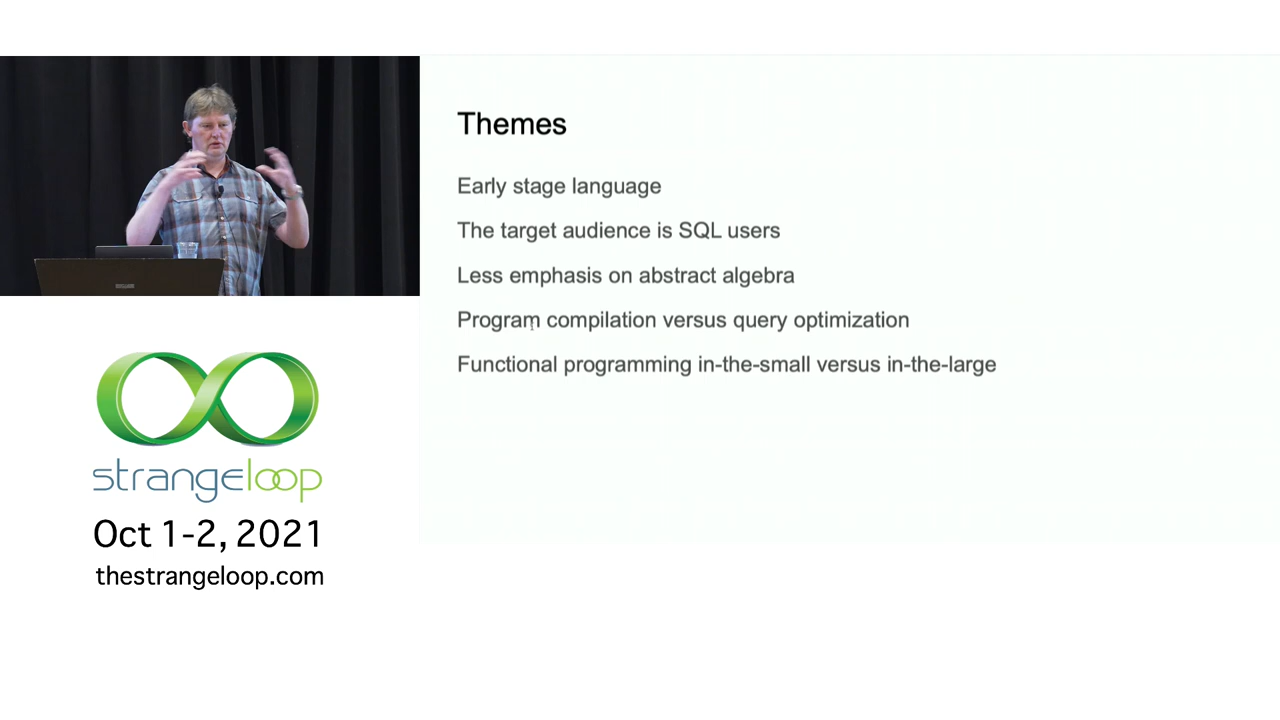 Themes
Early stage language
The target audience is SQL users
Less emphasis on abstract algebra
Program compilation versus query optimization
Functional programming in-the-small versus in-the-large
strangeloop
Oct 1-2, 2021
thestrangeloop.com